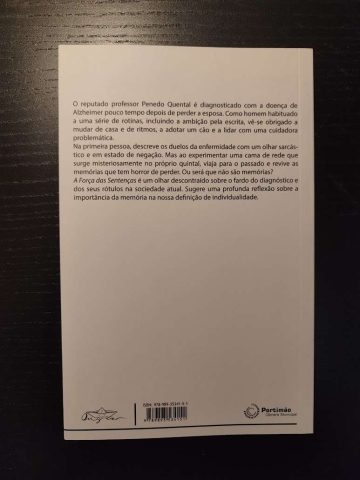 O reputado professor Penedo Quental é diagnosticado com a doença de
Alzheimer pouco tempo depois de perder a esposa. Como homem habituado
a uma série de rotinas, incluindo a ambição pela escrita, vê-se obrigado a
mudar de casa e de ritmos, a adotar um cão e a lidar com uma cuidadora
problemática.
Na primeira pessoa, descreve os duelos da enfermidade com um olhar sarcás-
tico e em estado de negação. Mas ao experimentar uma cama de rede que
surge misteriosamente no próprio quintal, viaja para o passado e revive as
memórias que tem horror de perder. Ou será que não são memórias?
A Força das Sentenças é um olhar descontraído sobre o fardo do diagnóstico e
dos seus rótulos na sociedade atual. Sugere uma profunda reflexão sobre a
importância da memória na nossa definição de individualidade.
Portimão
Câmara Municipal